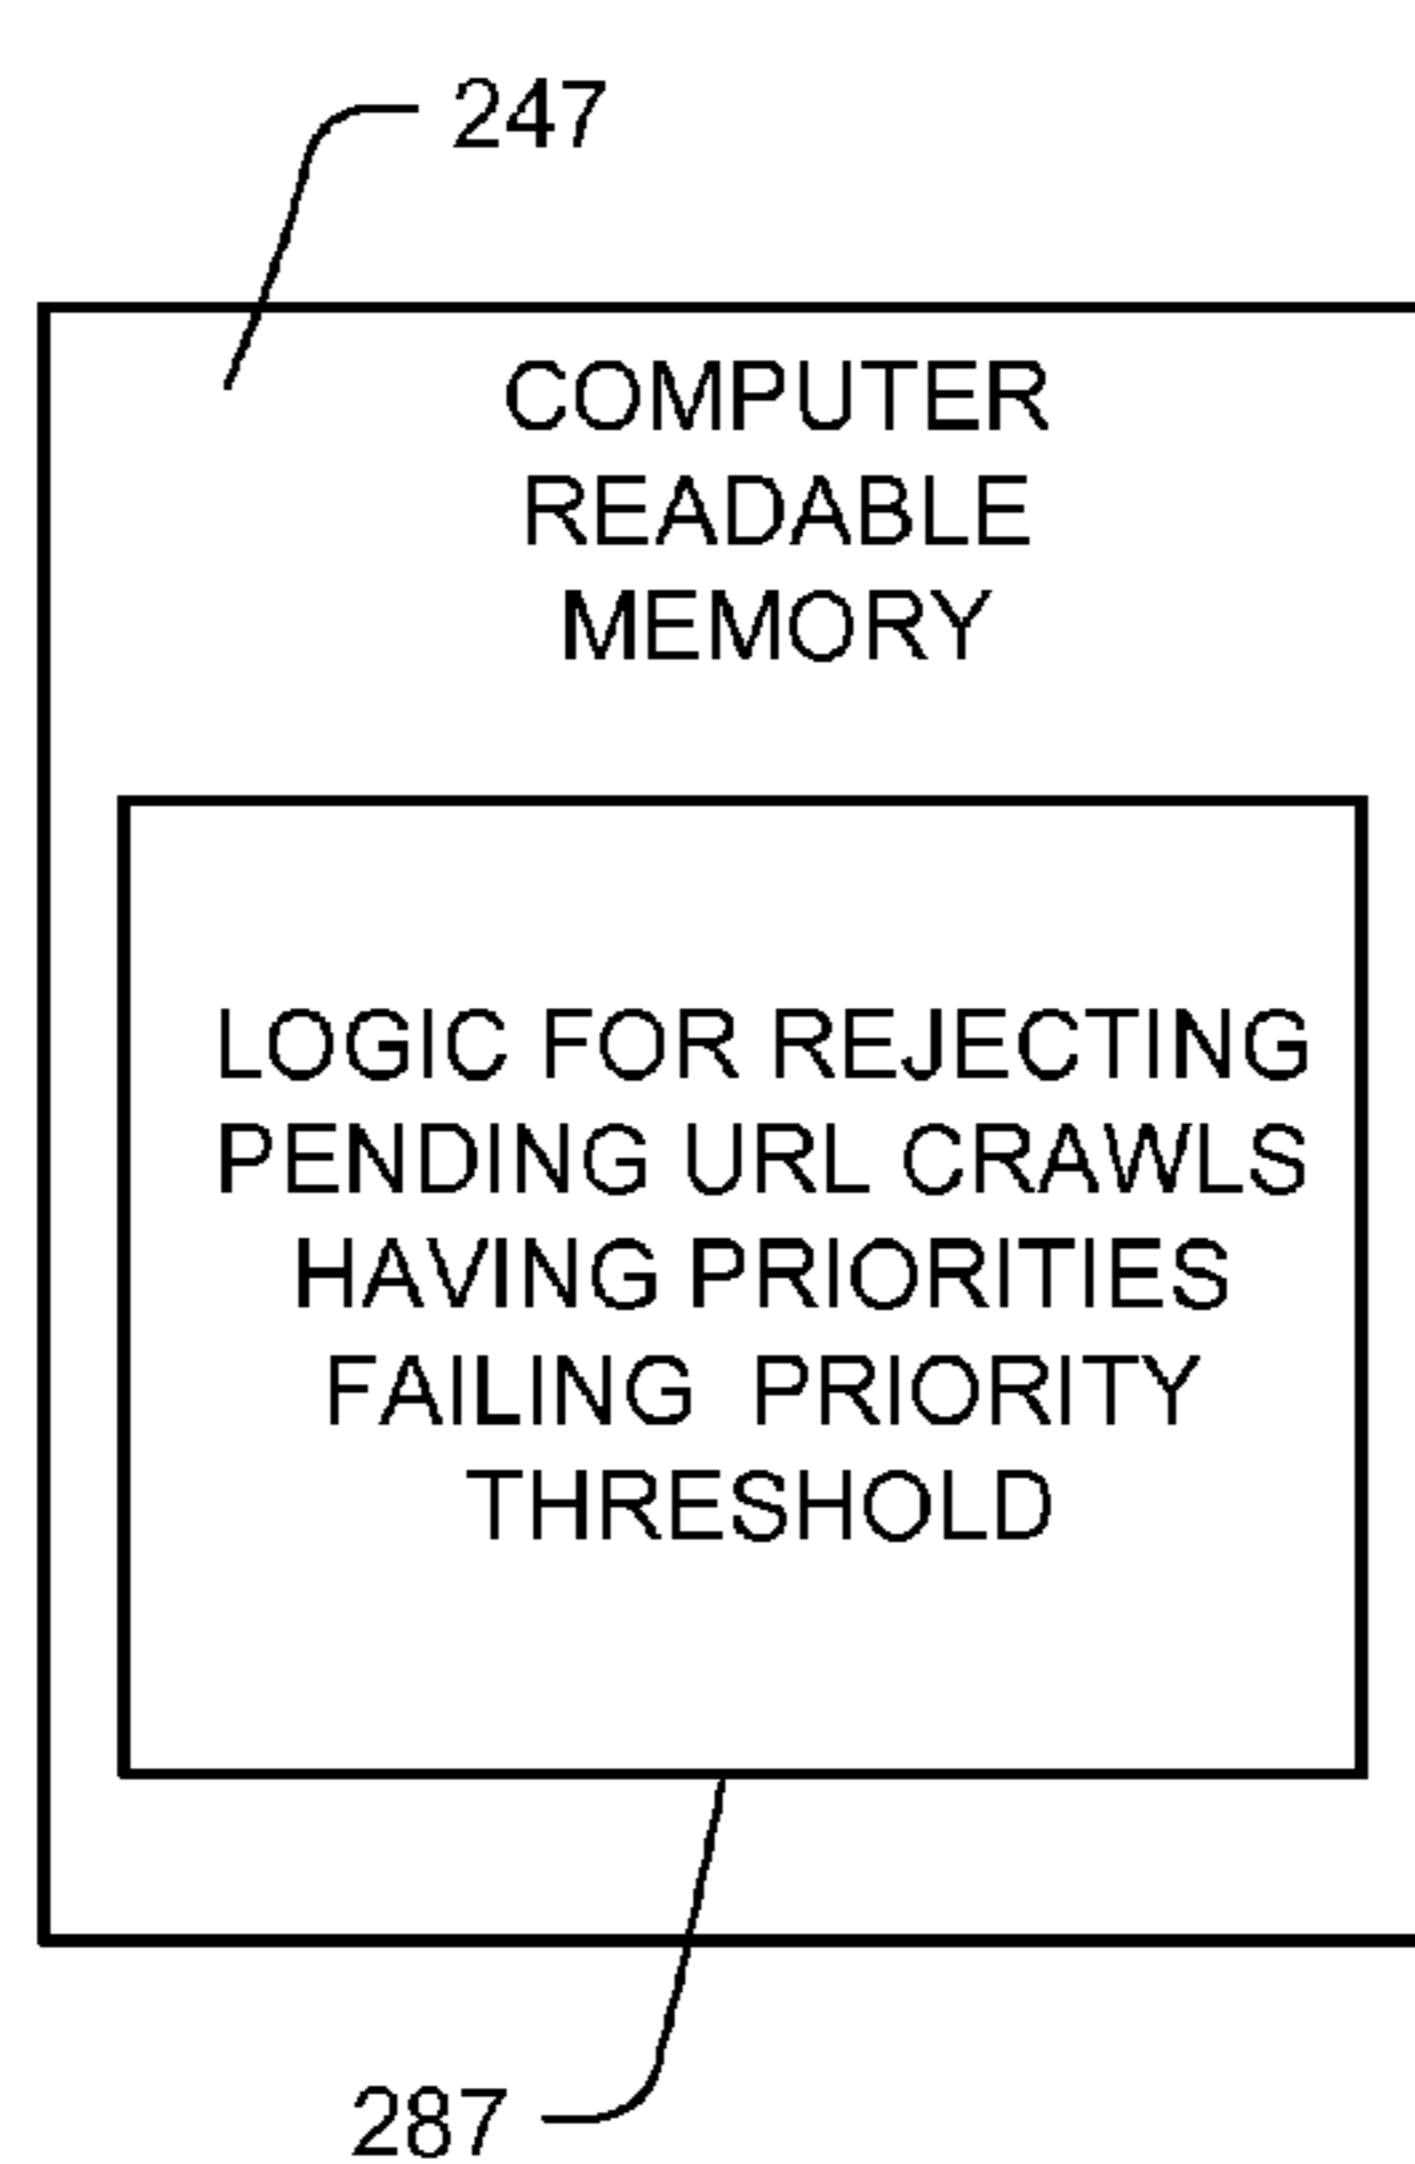 247
COMPUTER
READABLE
MEMORY
LOGIC FOR REJECTING
PENDING URL CRAWLS
HAVING PRIORITIES
FAILING PRIORITY
THRESHOLD
287